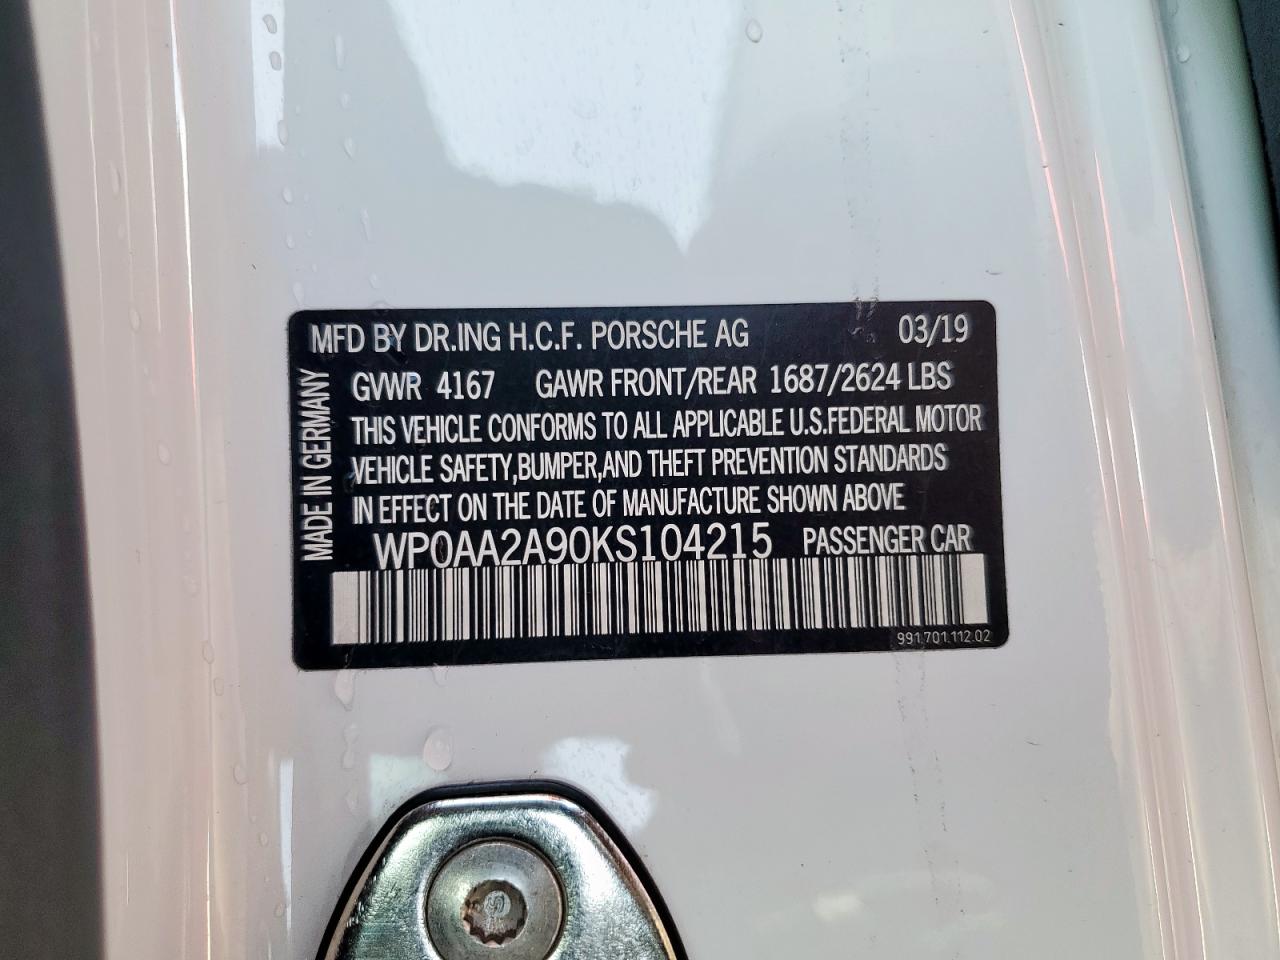 MFD BY DR.ING H.C.F. PORSCHE AG 03/19
GVWR 4167 GAWR FRONT/REAR 1687/2624 LBS
THIS VEHICLE CONFORMS TO ALL APPLICABLE U.S.FEDERAL MOTOR
VEHICLE SAFETY,BUMPER,AND THEFT PREVENTION STANDARDS
IN EFFECT ON THE DATE OF MANUFACTURE SHOWN ABOVE
WP0AA2A90KS104215 PASSENGER CAR
991.701.112.02
MADE IN GERMANY